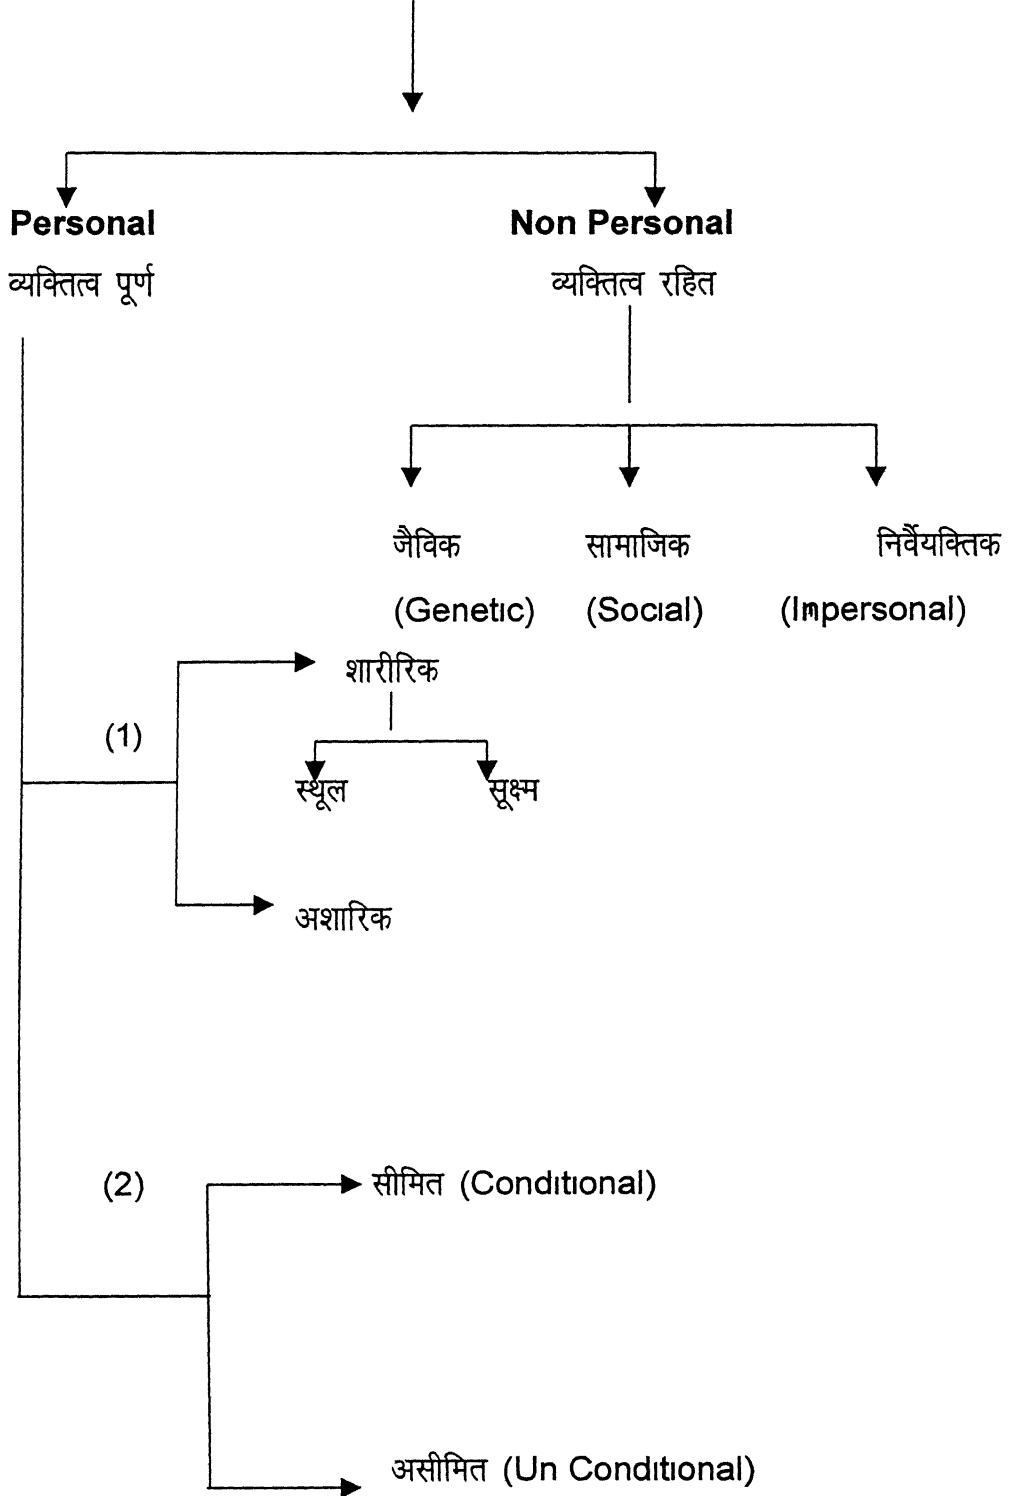 Personal Non Personal
व्यक्तित्व पूर्ण व्यक्तित्व रहित
जैविक सामाजिक निर्वैयक्तिक
(Genetic) (Social) (Impersonal)
शारीरिक
(1)
स्थूल सूक्ष्म
अशारिक
(2) सीमित (Conditional)
असीमित (Un Conditional)